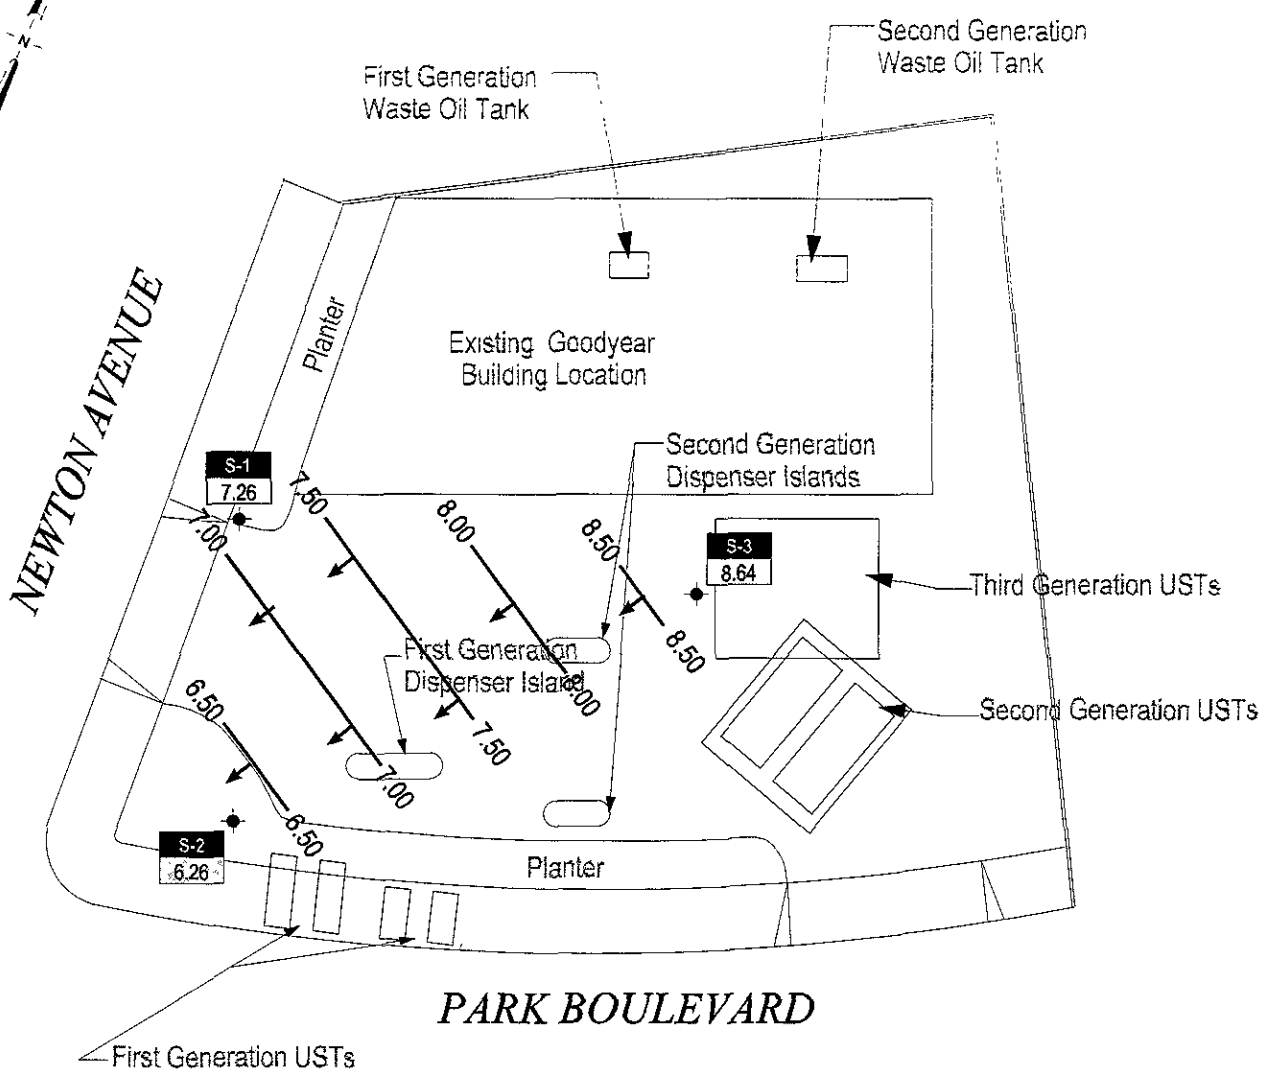 N
Second Generation
Waste Oil Tank
First Generation
Waste Oil Tank
NEWTON AVENUE
Planter
Existing Goodyear
Building Location
S-1
7.26
Second Generation
Dispenser Islands
7.00
7.50
8.00
8.50
S-3
8.64
Third Generation USTs
First Generation
Dispenser Island
8.50
8.00
6.50
Second Generation USTs
7.50
7.00
6.50
S-2
6.26
Planter
PARK BOULEVARD
First Generation USTs